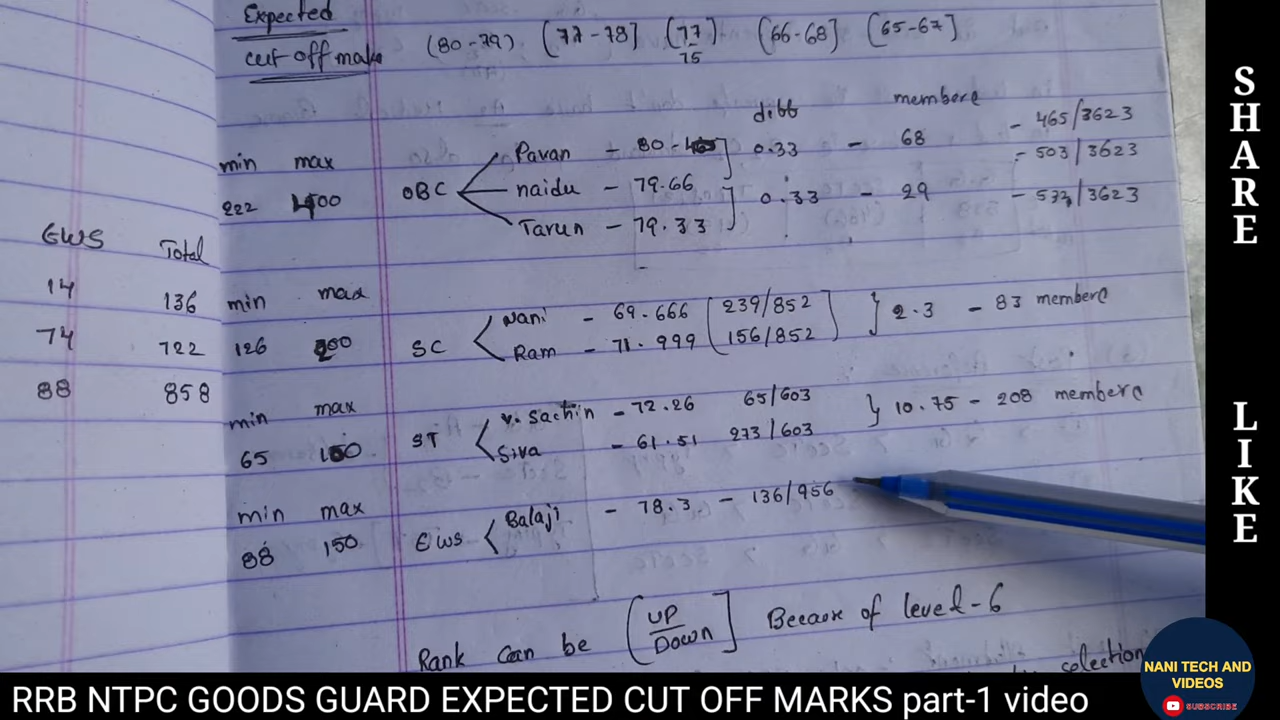 Expected
cut off marks (80-79) (77-78] (77) (66-68] (65-67]
75
diff members
min max
222 400 OBC Pavan - 80- 0.33 - 68 - 465/3623
naidu - 79.66 - 503/3623
Tarun - 79.33 0.33 - 29 - 532/3623
EWS Total
14 136
74 722
88 858
min max
126 200 SC Nani - 69.666 [239/852
Ram - 71.999 156/852] } 2.3 - 83 members
min max
65 150 ST v. Sachin - 72.26 65/603
Siva - 61.51 273/603 } 10.75 - 208 members
min max
88 150 EWS Balaji - 78.3 - 136/956
Rank can be [UP/Down] Because of level-6
selection
SHARE
LIKE
NANI TECH AND
VIDEOS
SUBSCRIBE
RRB NTPC GOODS GUARD EXPECTED CUT OFF MARKS part-1 video